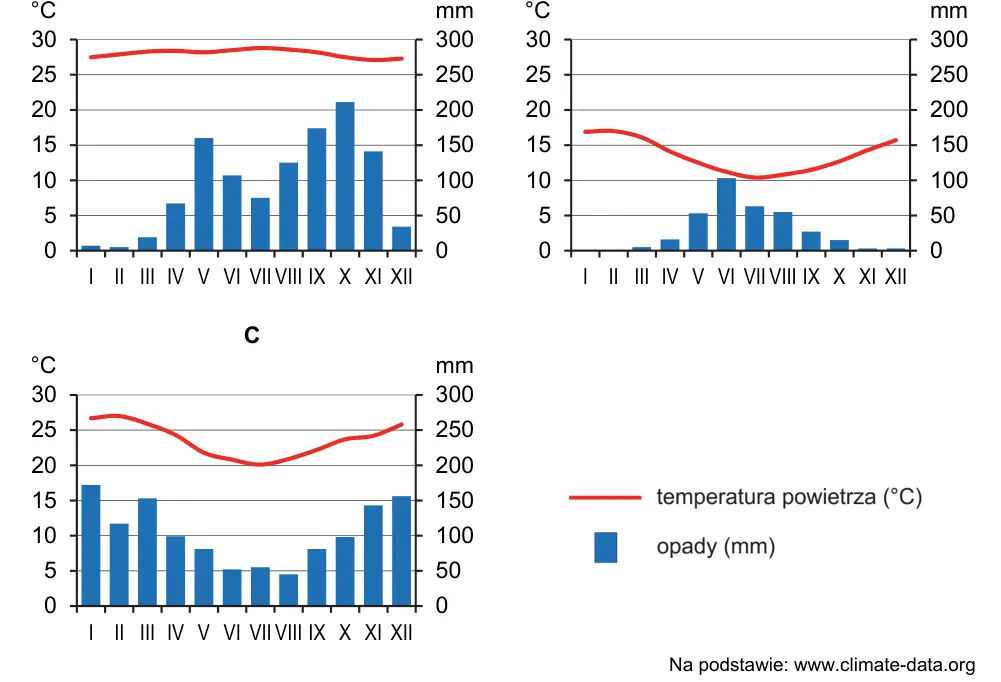 °C mm °C mm
30 300 30 300
25 250 25 250
20 200 20 200
15 150 15 150
10 100 10 100
5 50 5 50
0 0 0 0
I II III IV V VI VII VIII IX X XI XII I II III IV V VI VII VIII IX X XI XII
C
°C mm
30 300
25 250
20 200
15 150
10 100
5 50
0 0
I II III IV V VI VII VIII IX X XI XII
temperatura powietrza (°C)
opady (mm)
Na podstawie: www.climate-data.org